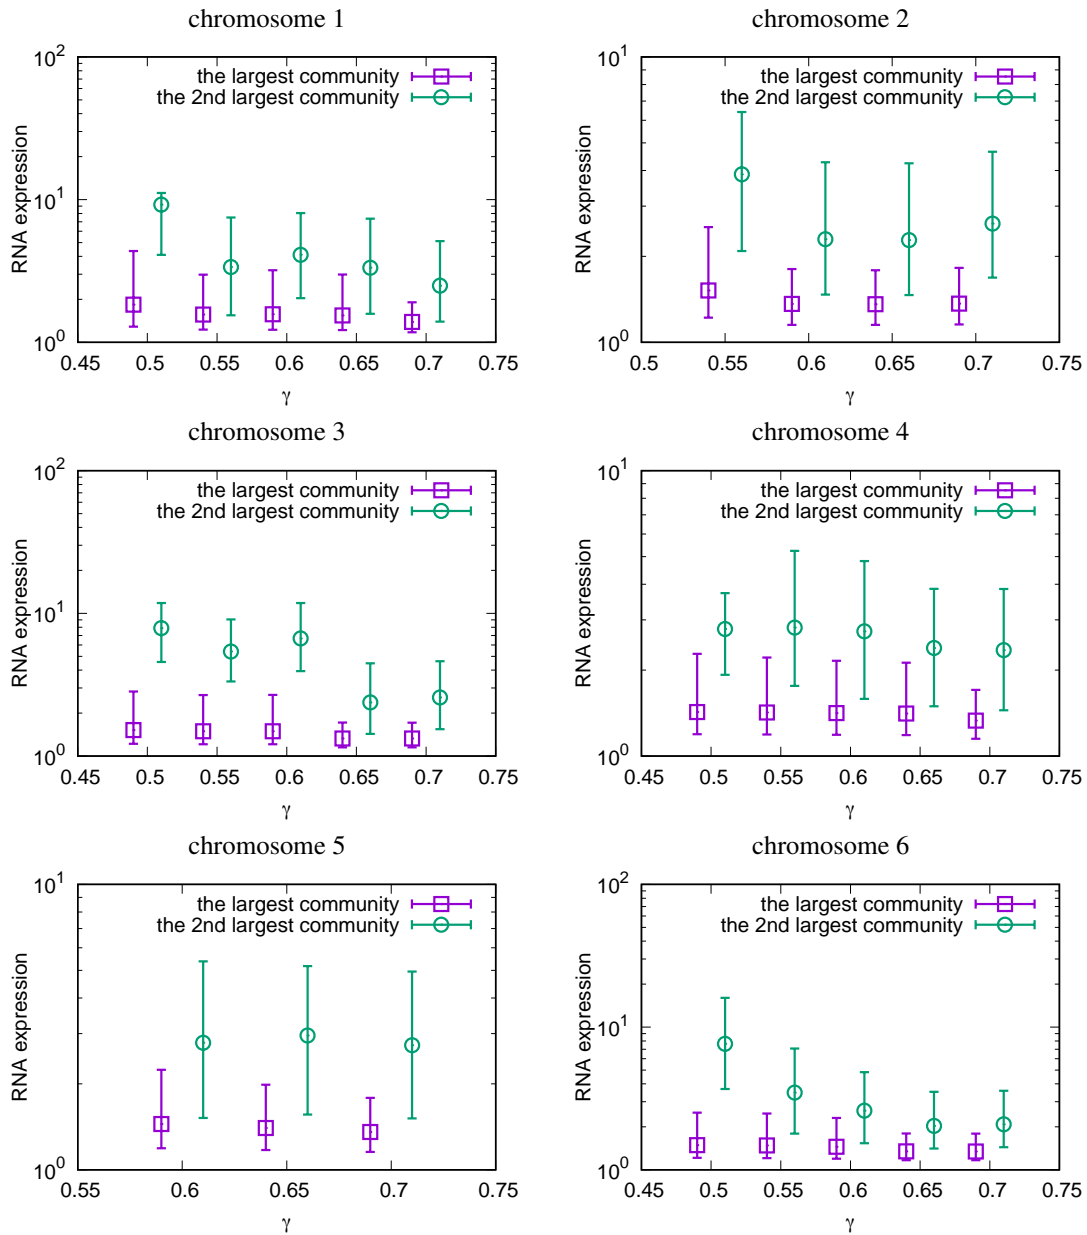 chromosome 1
10^2
10^1
10^0
RNA expression
the largest community
the 2nd largest community
0.45 0.5 0.55 0.6 0.65 0.7 0.75
γ
chromosome 2
10^1
10^0
RNA expression
the largest community
the 2nd largest community
0.5 0.55 0.6 0.65 0.7 0.75
γ
chromosome 3
10^2
10^1
10^0
RNA expression
the largest community
the 2nd largest community
0.45 0.5 0.55 0.6 0.65 0.7 0.75
γ
chromosome 4
10^1
10^0
RNA expression
the largest community
the 2nd largest community
0.45 0.5 0.55 0.6 0.65 0.7 0.75
γ
chromosome 5
10^1
10^0
RNA expression
the largest community
the 2nd largest community
0.55 0.6 0.65 0.7 0.75
γ
chromosome 6
10^2
10^1
10^0
RNA expression
the largest community
the 2nd largest community
0.45 0.5 0.55 0.6 0.65 0.7 0.75
γ